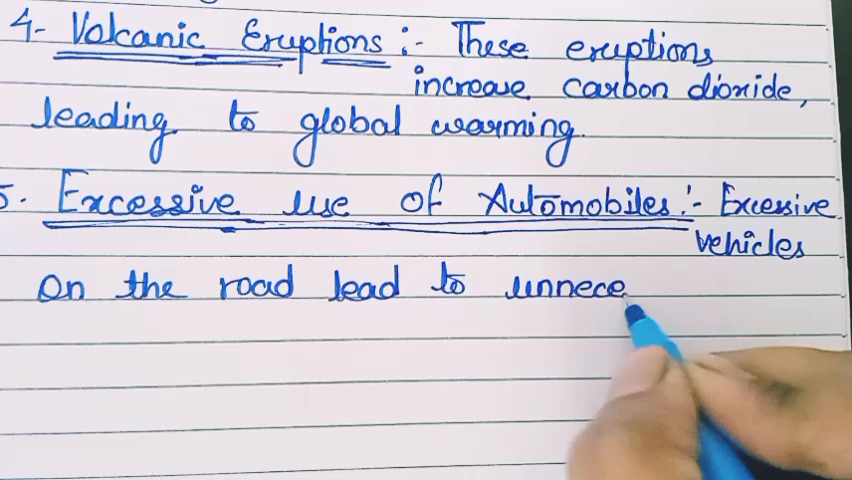 4- Volcanic Eruptions :- These eruptions
increase carbon dioxide,
leading to global warming.
5. Excessive use of Automobiles :- Excessive
vehicles
on the road lead to unnece